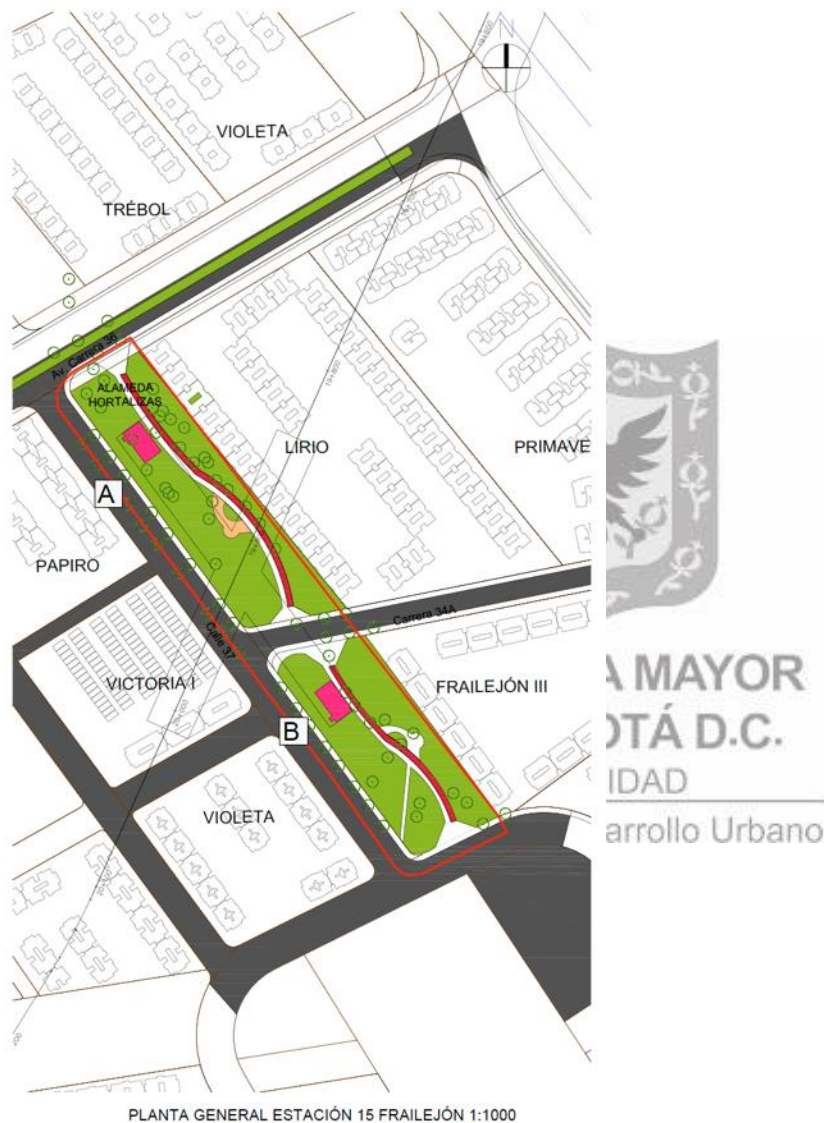 N
VIOLETA
TRÉBOL
Av. Carrera 36
ALAMEDA
HORTALIZAS
LIRIO
PRIMAVE
A
PAPIRO
Carrera 34A
Calle 37
VICTORIA I
FRAILEJÓN III
B
VIOLETA
A MAYOR
OTÁ D.C.
IDAD
arrollo Urbano
PLANTA GENERAL ESTACIÓN 15 FRAILEJÓN 1:1000